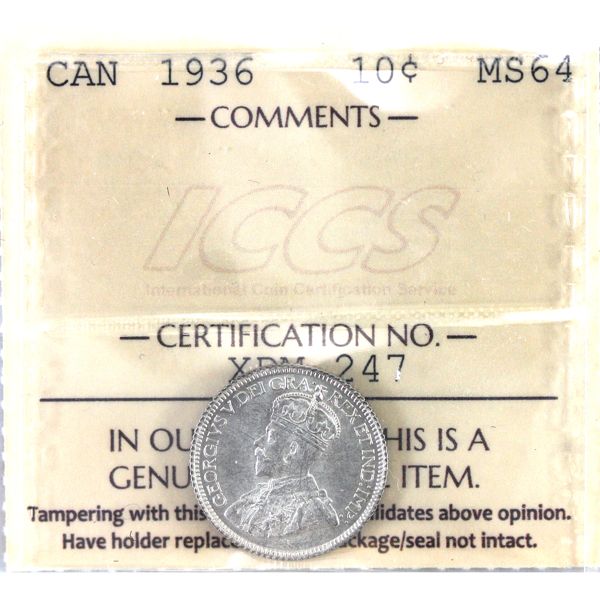 CAN 1936 10¢ MS64
— COMMENTS —
ICCS
International Coin Certification Service
— CERTIFICATION NO. —
247
IN OU HIS IS A
GENU ITEM.
Tampering with this idates above opinion.
Have holder replac ckage/seal not intact.
GEORGIVS V DEI GRA: REX ET IND: IMP: